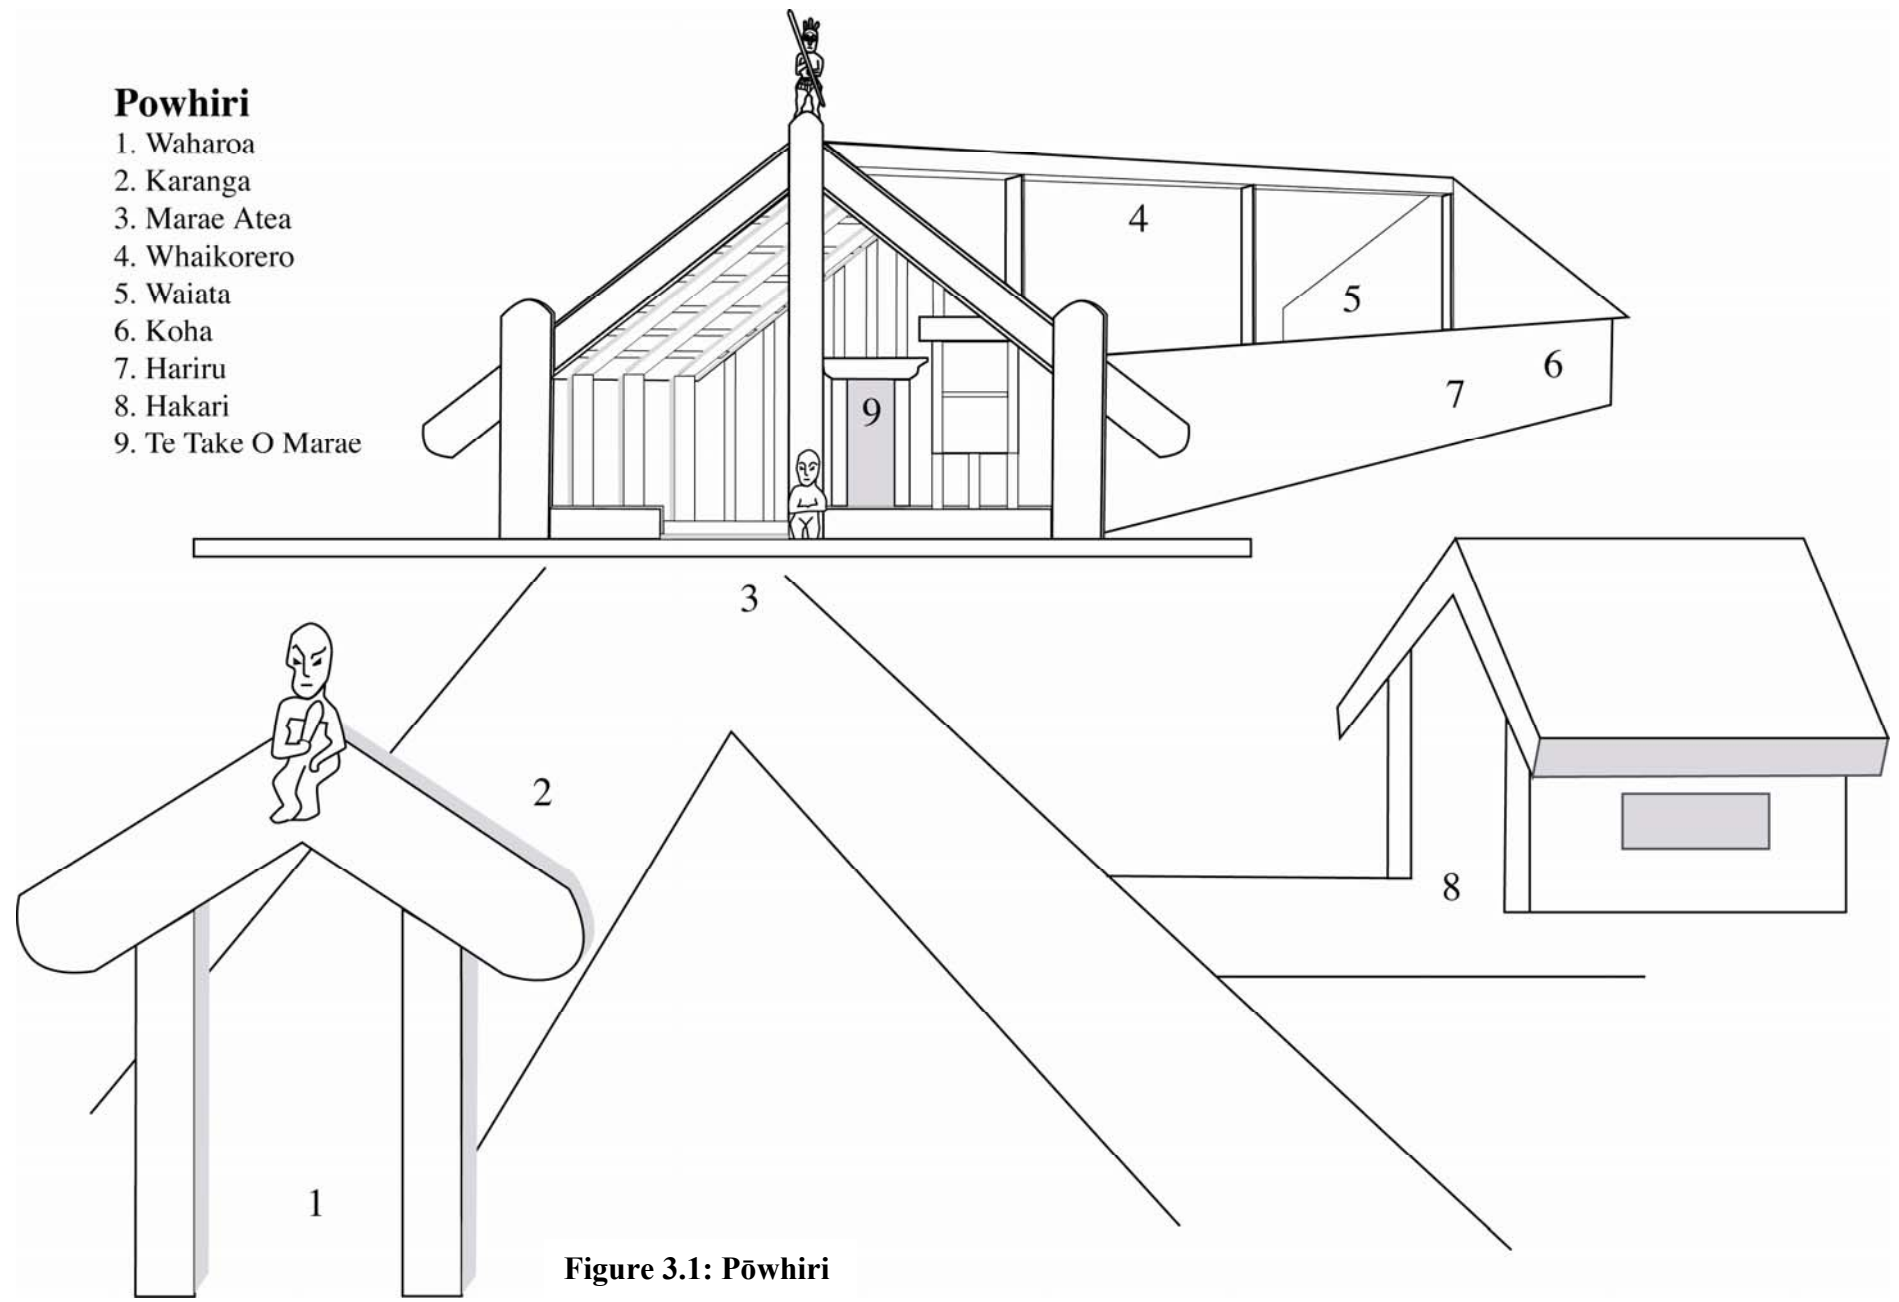 Powhiri
1. Waharoa
2. Karanga
3. Marae Atea
4. Whaikorero
5. Waiata
6. Koha
7. Hariru
8. Hakari
9. Te Take O Marae
4
5
6
7
9
3
2
8
1
Figure 3.1: Pōwhiri